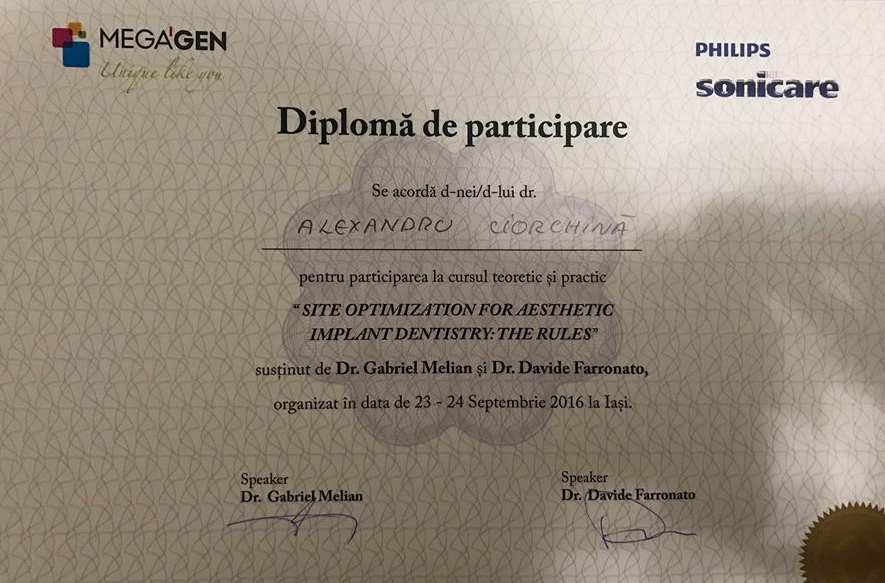 MEGA'GEN
Unique like you
PHILIPS
sonicare
Diplomă de participare
Se acordă d-nei/d-lui dr.
ALEXANDRU CIORCHINĂ
pentru participarea la cursul teoretic și practic
“ SITE OPTIMIZATION FOR AESTHETIC
IMPLANT DENTISTRY: THE RULES”
susținut de Dr. Gabriel Melian și Dr. Davide Farronato,
organizat în data de 23 - 24 Septembrie 2016 la Iași.
Speaker
Dr. Gabriel Melian
Speaker
Dr. Davide Farronato